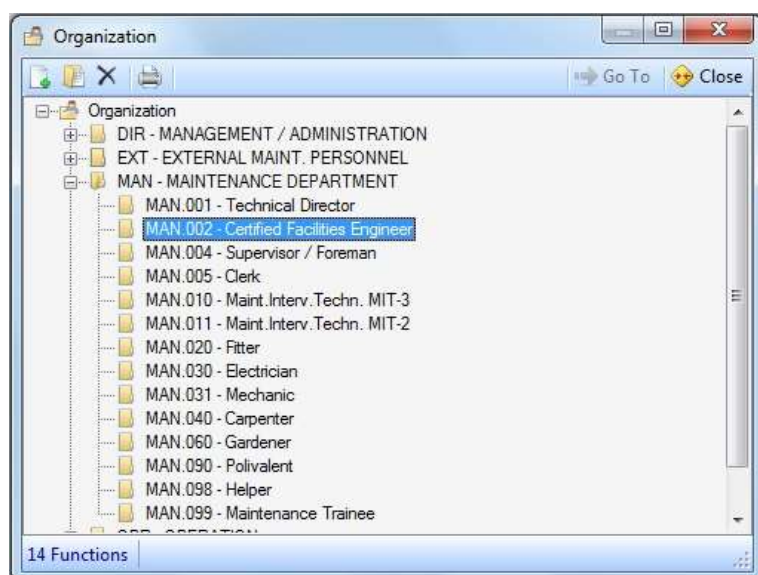 Organization
Go To Close
Organization
DIR - MANAGEMENT / ADMINISTRATION
EXT - EXTERNAL MAINT. PERSONNEL
MAN - MAINTENANCE DEPARTMENT
MAN.001 - Technical Director
MAN.002 - Certified Facilities Engineer
MAN.004 - Supervisor / Foreman
MAN.005 - Clerk
MAN.010 - Maint.Interv.Techn. MIT-3
MAN.011 - Maint.Interv.Techn. MIT-2
MAN.020 - Fitter
MAN.030 - Electrician
MAN.031 - Mechanic
MAN.040 - Carpenter
MAN.060 - Gardener
MAN.090 - Polivalent
MAN.098 - Helper
MAN.099 - Maintenance Trainee
14 Functions